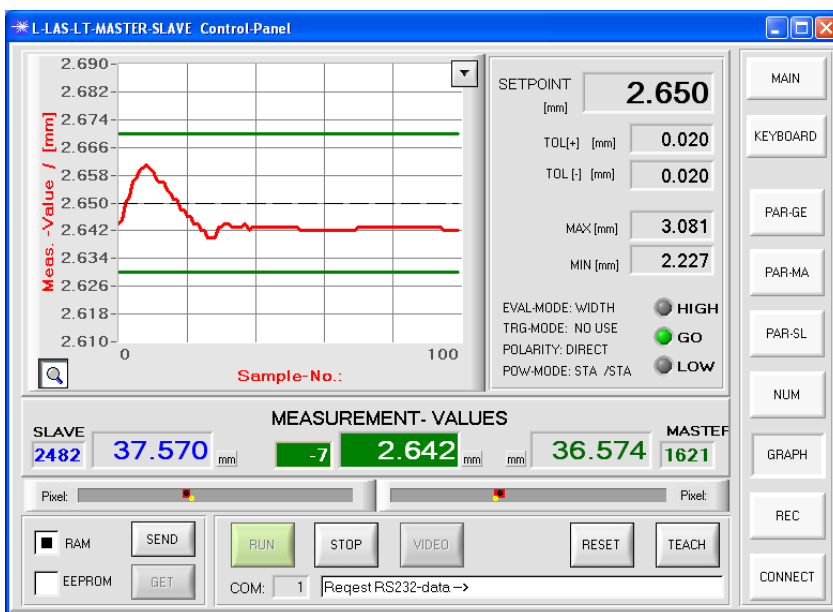 L-LAS-LT-MASTER-SLAVE Control-Panel
2.690
2.682
2.674
2.666
2.658
2.650
2.642
2.634
2.626
2.618
2.610
Meas. -Value / [mm]
0 100
Sample-No.:
SETPOINT [mm] 2.650
TOL[+] [mm] 0.020
TOL [-] [mm] 0.020
MAX [mm] 3.081
MIN [mm] 2.227
EVAL-MODE: WIDTH
TRG-MODE: NO USE
POLARITY: DIRECT
POW-MODE: STA /STA
HIGH
GO
LOW
MAIN
KEYBOARD
PAR-GE
PAR-MA
PAR-SL
NUM
GRAPH
REC
CONNECT
MEASUREMENT- VALUES
SLAVE
2482 37.570 mm -7 2.642 mm mm 36.574 1621
MASTER
Pixel: Pixel:
RAM SEND
EEPROM GET
RUN STOP VIDEO RESET TEACH
COM: 1 Reqest RS232-data -->